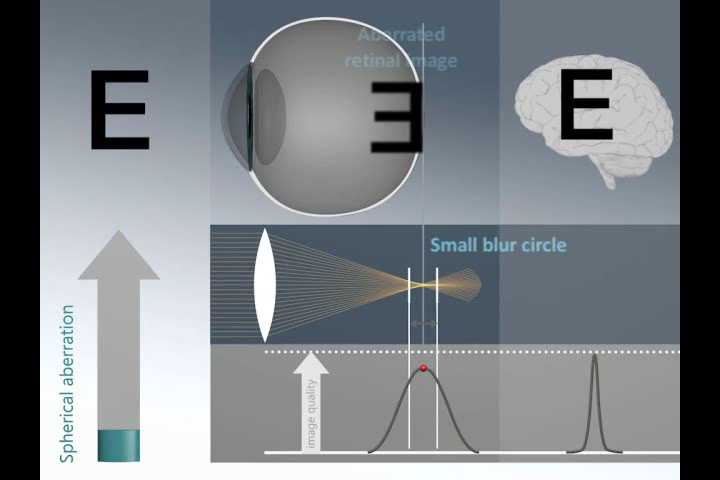 Aberrated
retinal image
E
E
E
Small blur circle
Spherical aberration
image quality